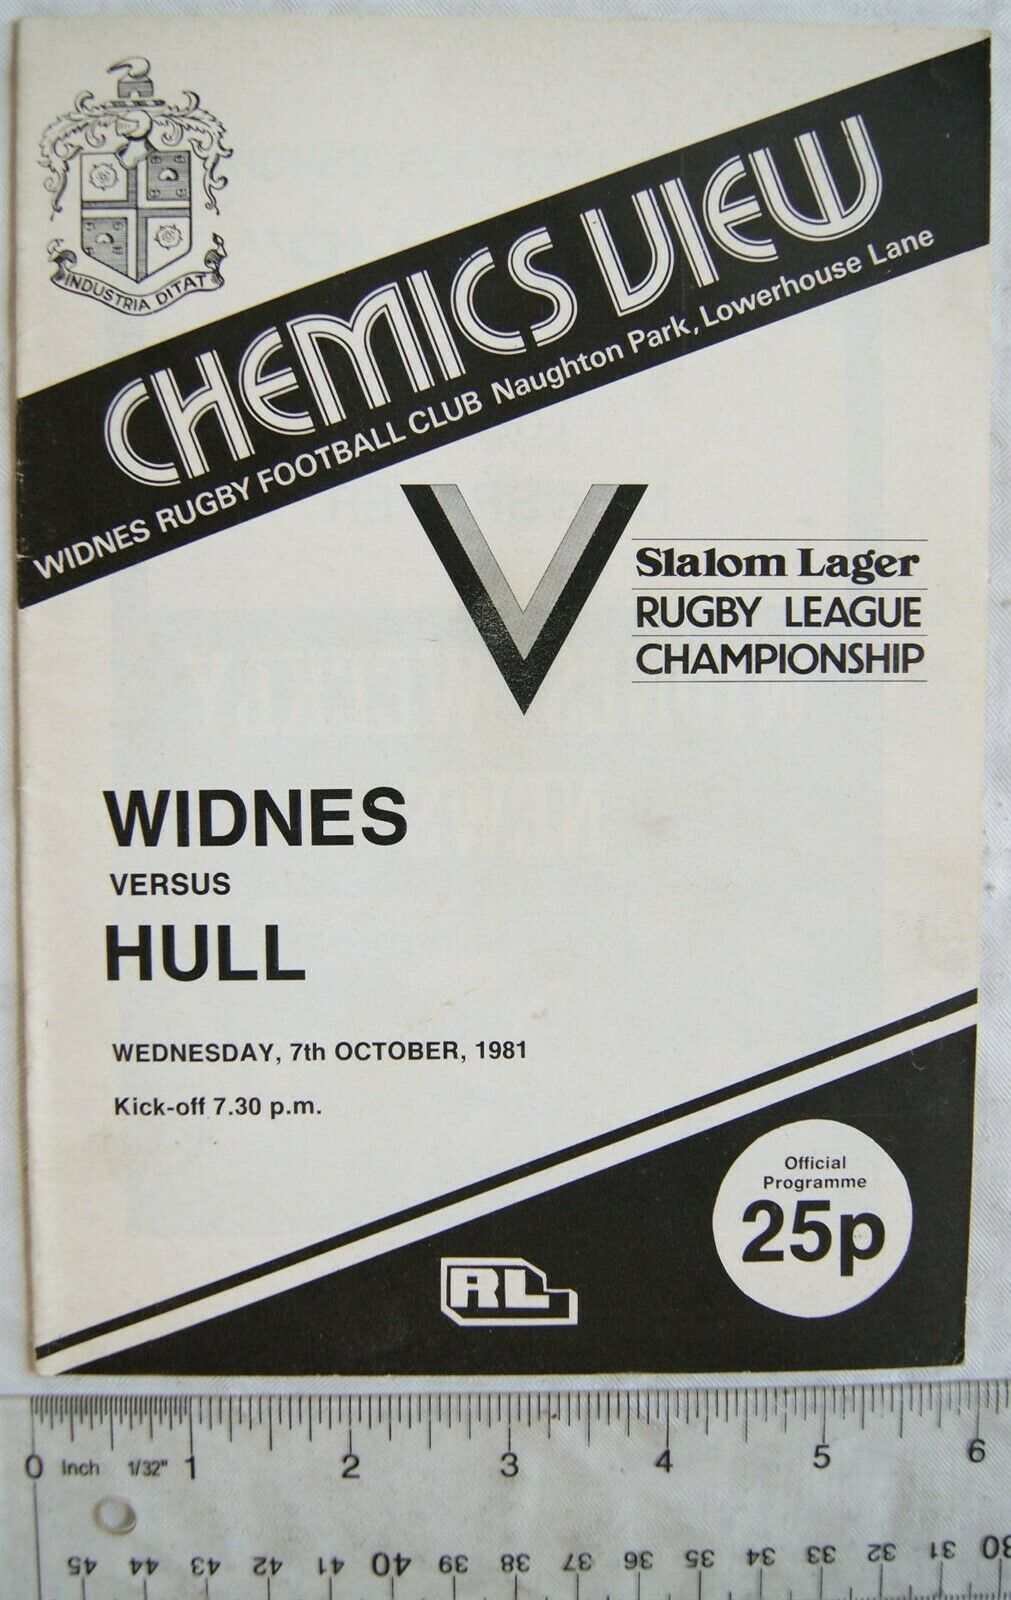 INDUSTRIA DITAT
CHEMICS VIEW
WIDNES RUGBY FOOTBALL CLUB Naughton Park, Lowerhouse Lane
Slalom Lager
RUGBY LEAGUE
CHAMPIONSHIP
WIDNES
VERSUS
HULL
WEDNESDAY, 7th OCTOBER, 1981
Kick-off 7.30 p.m.
Official
Programme
25p
RL
0 Inch 1/32" 1 2 3 4 5 6
45 44 43 42 41 40 39 38 37 36 35 34 33 32 31 30